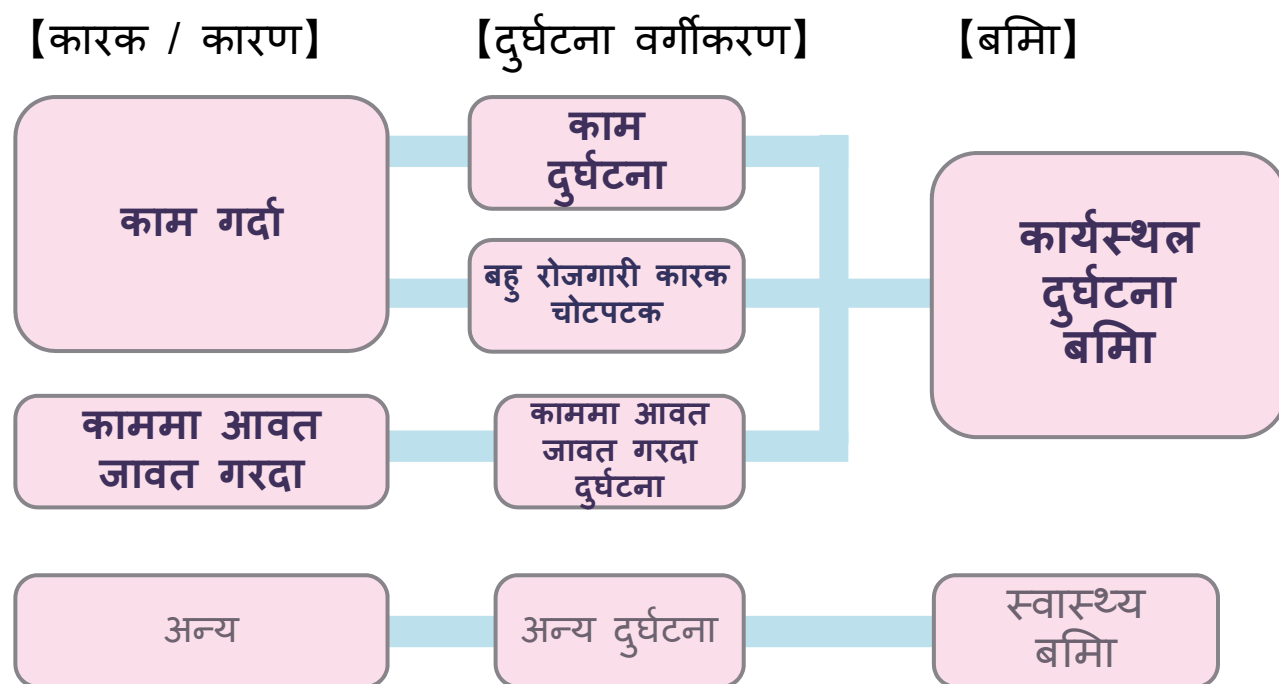 【कारक / कारण】
【दुर्घटना वर्गीकरण】
【बमिा】
काम गर्दा
काम
दुर्घटना
बहु रोजगारी कारक
चोटपटक
कार्यस्थल
दुर्घटना
बमिा
काममा आवत
जावत गरदा
काममा आवत
जावत गरदा
दुर्घटना
अन्य
अन्य दुर्घटना
स्वास्थ्य
बमिा